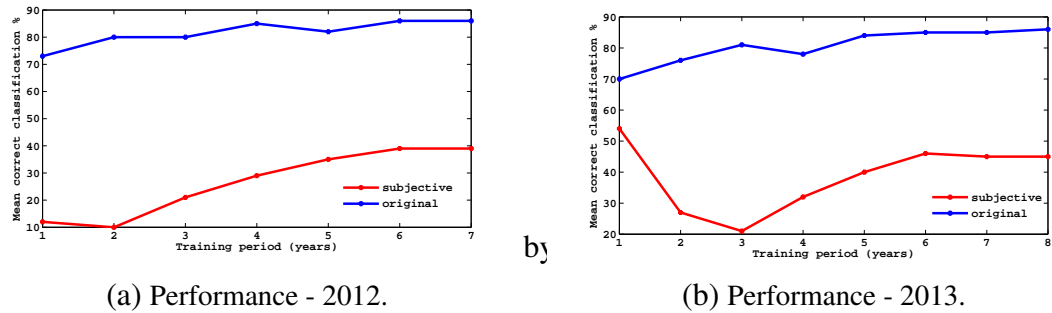 90
80
70
60
50
40
30
20
10
1 2 3 4 5 6 7
Mean correct classification %
Training period (years)
subjective
original
(a) Performance - 2012.
by
90
80
70
60
50
40
30
20
1 2 3 4 5 6 7 8
Mean correct classification %
Training period (years)
subjective
original
(b) Performance - 2013.